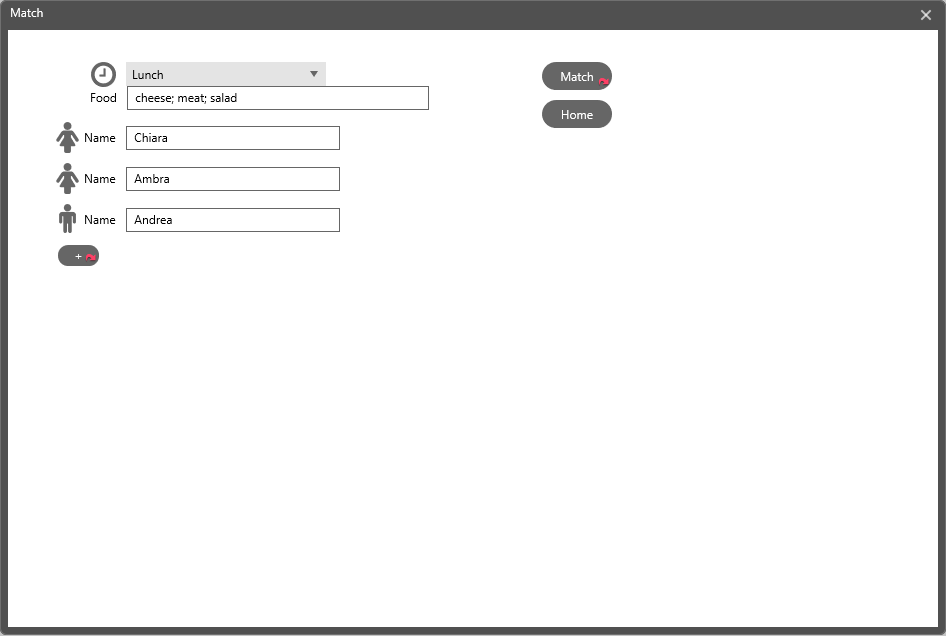 Match
Lunch
Match
Food
cheese; meat; salad
Home
Name
Chiara
Name
Ambra
Name
Andrea
+